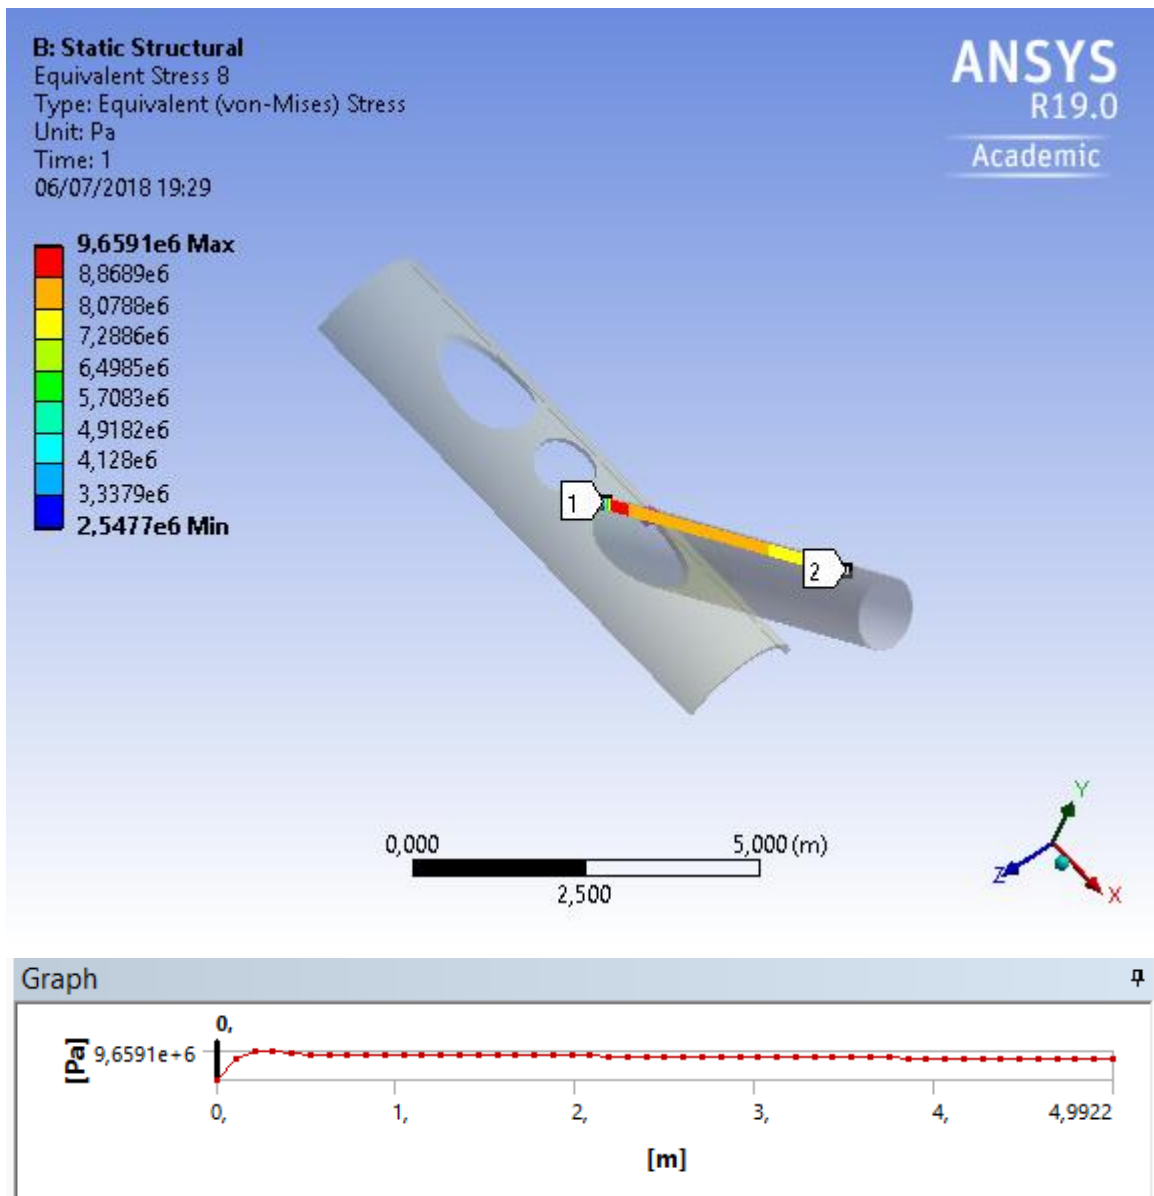 B: Static Structural
Equivalent Stress 8
Type: Equivalent (von-Mises) Stress
Unit: Pa
Time: 1
06/07/2018 19:29
ANSYS
R19.0
Academic
9,6591e6 Max
8,8689e6
8,0788e6
7,2886e6
6,4985e6
5,7083e6
4,9182e6
4,128e6
3,3379e6
2,5477e6 Min
1
2
0,000
5,000 (m)
2,500
Y
Z
X
Graph
0,
[Pa]
9,6591e+6
0,
1,
2,
3,
4,
4,9922
[m]